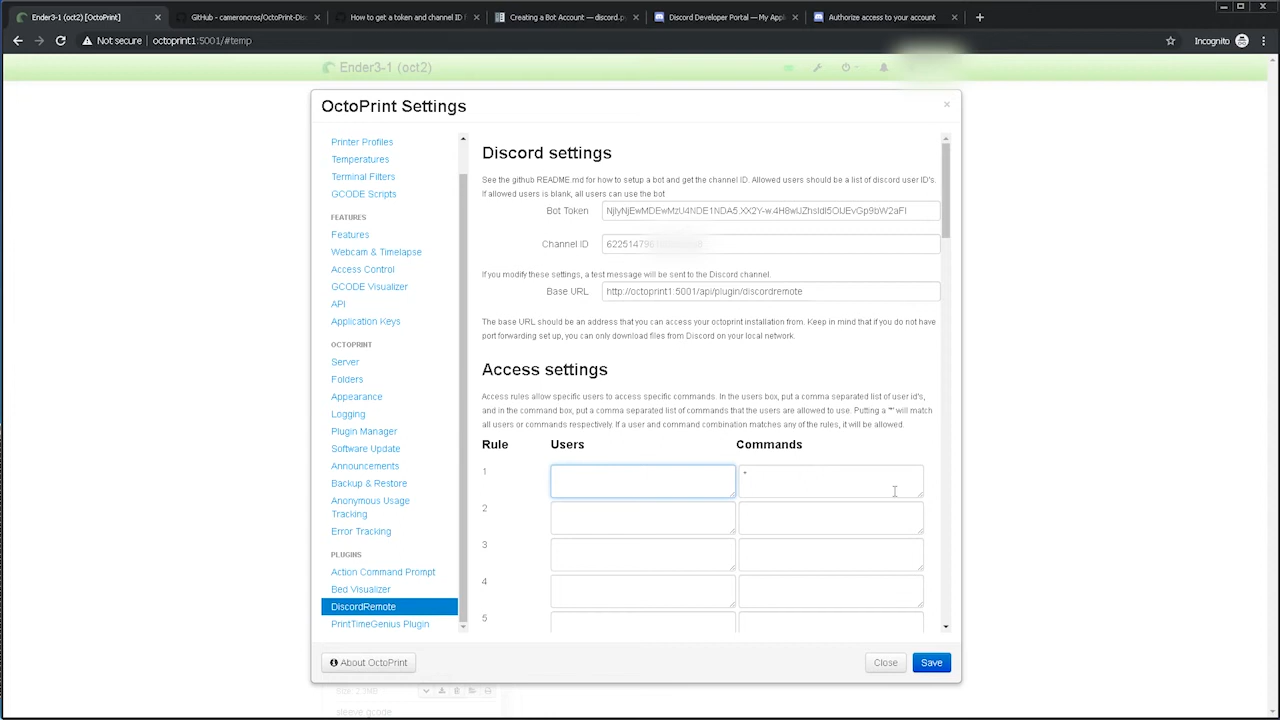 Ender3-1 (oct2) [OctoPrint]
GitHub - cameroncros/OctoPrint-Disc
How to get a token and channel ID f
Creating a Bot Account — discord.py
Discord Developer Portal — My Appl
Authorize access to your account
Not secure
octoprint1:5001/#temp
Incognito
Ender3-1 (oct2)
OctoPrint Settings
Printer Profiles
Temperatures
Terminal Filters
GCODE Scripts
FEATURES
Features
Webcam & Timelapse
Access Control
GCODE Visualizer
API
Application Keys
OCTOPRINT
Server
Folders
Appearance
Logging
Plugin Manager
Software Update
Announcements
Backup & Restore
Anonymous Usage
Tracking
Error Tracking
PLUGINS
Action Command Prompt
Bed Visualizer
DiscordRemote
PrintTimeGenius Plugin
Discord settings
See the github README.md for how to setup a bot and get the channel ID. Allowed users should be a list of discord user ID's.
If allowed users is blank, all users can use the bot
Bot Token
Channel ID
6225147
If you modify these settings, a test message will be sent to the Discord channel.
Base URL
http://octoprint1:5001/api/plugin/discordremote
The base URL should be an address that you can access your octoprint installation from. Keep in mind that if you do not have
port forwarding set up, you can only download files from Discord on your local network.
Access settings
Access rules allow specific users to access specific commands. In the users box, put a comma separated list of user id's,
and in the command box, put a comma separated list of commands that the users are allowed to use. Putting a '*' will match
all users or commands respectively. If a user and command combination matches any of the rules, it will be allowed.
Rule Users Commands
1 *
2
3
4
5
About OctoPrint
Close
Save
Size: 2.7MB
sleeve.gcode